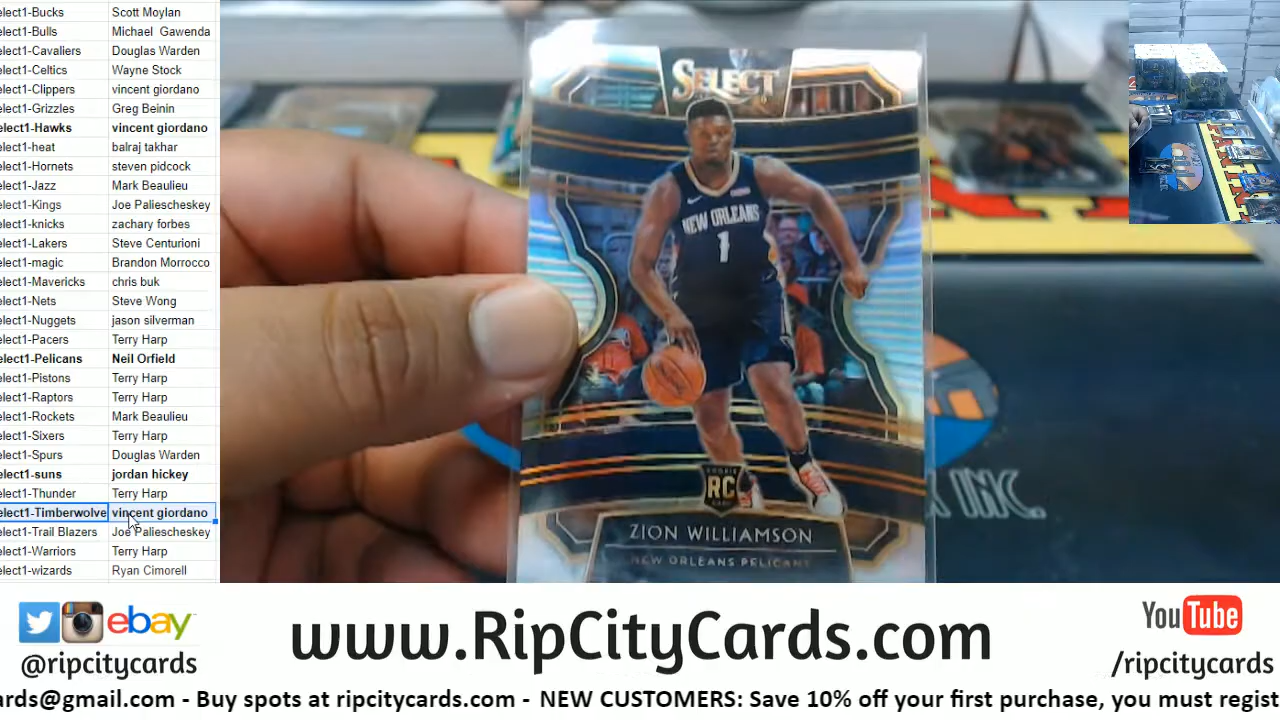 elect1-Bucks Scott Moylan
elect1-Bulls Michael Gawenda
elect1-Cavaliers Douglas Warden
elect1-Celtics Wayne Stock
elect1-Clippers vincent giordano
elect1-Grizzles Greg Beinin
elect1-Hawks vincent giordano
elect1-heat balraj takhar
elect1-Hornets steven pidcock
elect1-Jazz Mark Beaulieu
elect1-Kings Joe Paliescheskey
elect1-knicks zachary forbes
elect1-Lakers Steve Centurioni
elect1-magic Brandon Morrocco
elect1-Mavericks chris buk
elect1-Nets Steve Wong
elect1-Nuggets jason silverman
elect1-Pacers Terry Harp
elect1-Pelicans Neil Orfield
elect1-Pistons Terry Harp
elect1-Raptors Terry Harp
elect1-Rockets Mark Beaulieu
elect1-Sixers Terry Harp
elect1-Spurs Douglas Warden
elect1-suns jordan hickey
elect1-Thunder Terry Harp
elect1-Timberwolve vincent giordano
elect1-Trail Blazers Joe Paliescheskey
elect1-Warriors Terry Harp
elect1-wizards Ryan Cimorell
SELECT
NEW ORLEANS
1
ROOKIE
RC
ZION WILLIAMSON
NEW ORLEANS PELICANS
INC.
ebay
@ripcitycards
www.RipCityCards.com
YouTube
/ripcitycards
ards@gmail.com - Buy spots at ripcitycards.com - NEW CUSTOMERS: Save 10% off your first purchase, you must regist